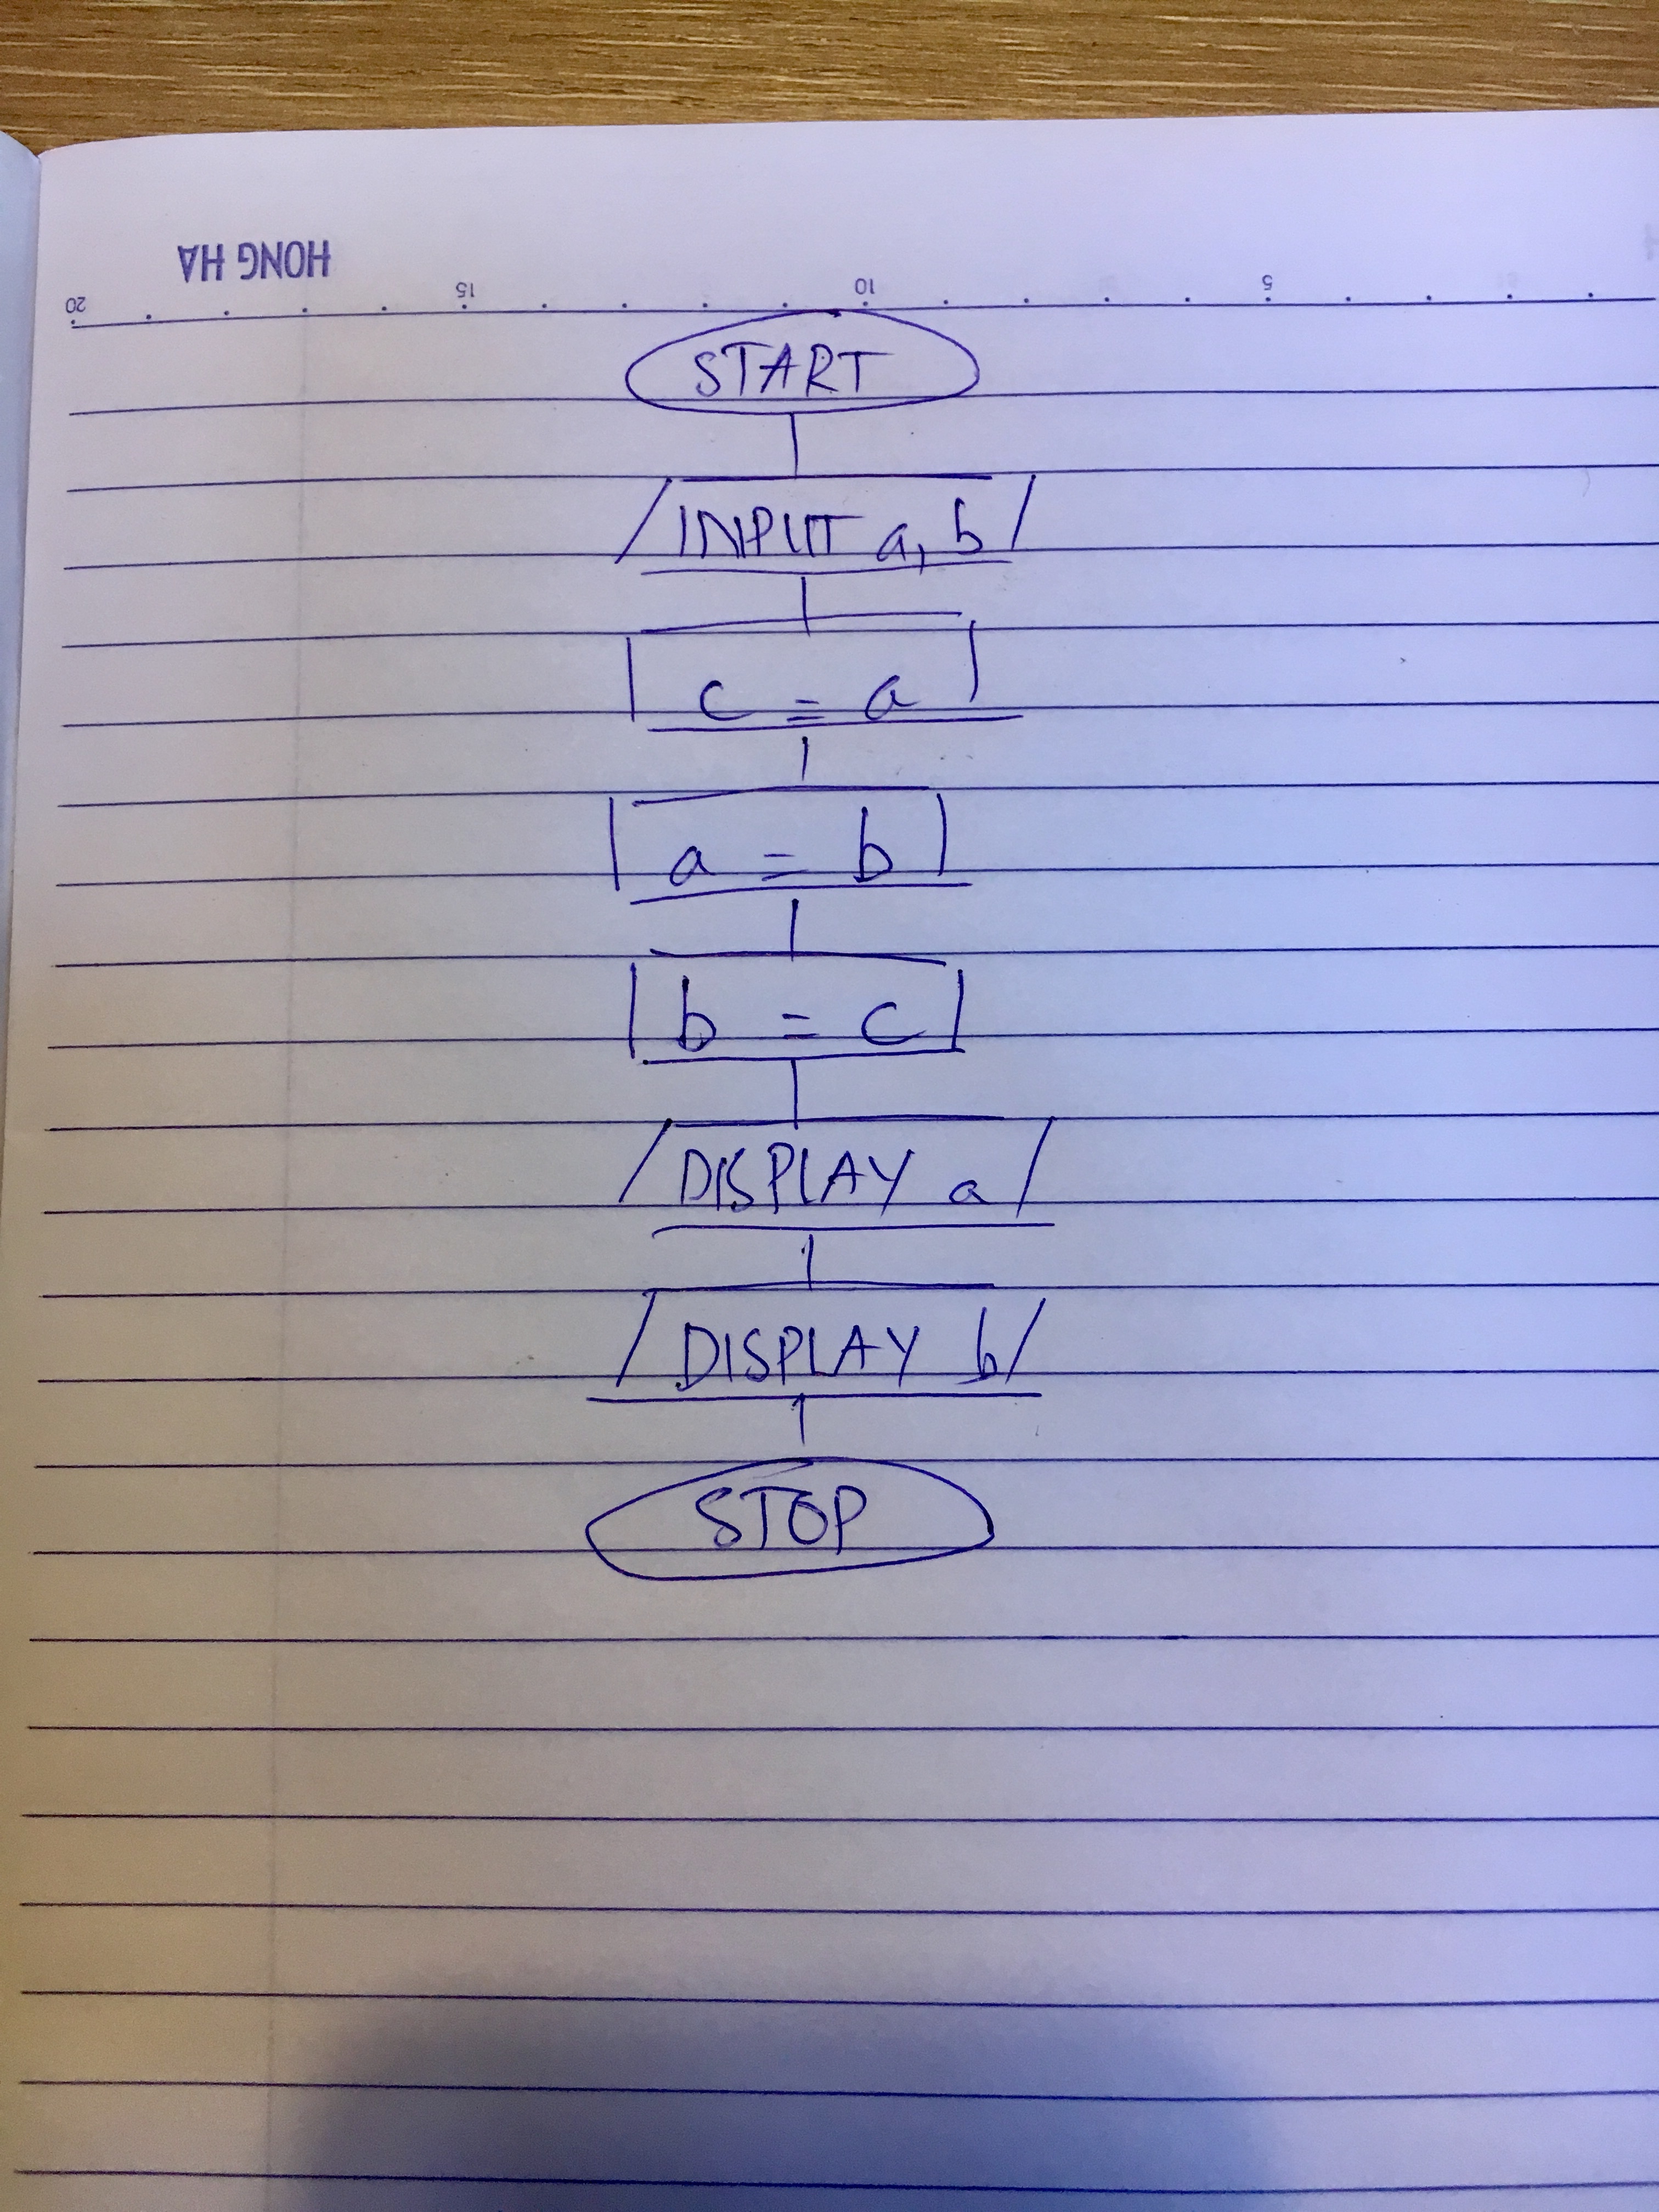 HONG HA
20 15 10 5
START
INPUT a, b
c = a
a = b
b = c
DISPLAY a
DISPLAY b
STOP